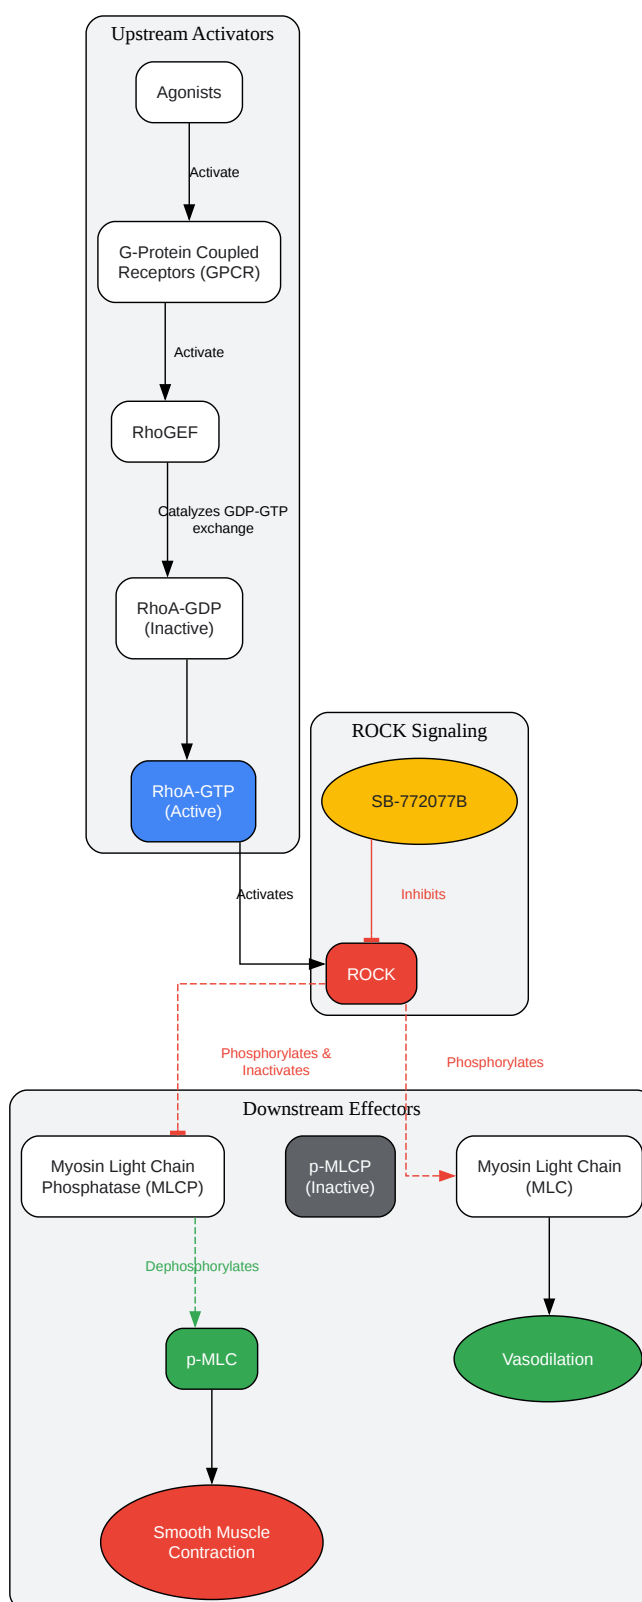 Upstream Activators
Agonists
Activate
G-Protein Coupled
Receptors (GPCR)
Activate
RhoGEF
Catalyzes GDP-GTP
exchange
RhoA-GDP
(Inactive)
RhoA-GTP
(Active)
ROCK Signaling
SB-772077B
Activates
Inhibits
ROCK
Phosphorylates &
Inactivates
Phosphorylates
Downstream Effectors
Myosin Light Chain
Phosphatase (MLCP)
p-MLCP
(Inactive)
Myosin Light Chain
(MLC)
Dephosphorylates
p-MLC
Vasodilation
Smooth Muscle
Contraction